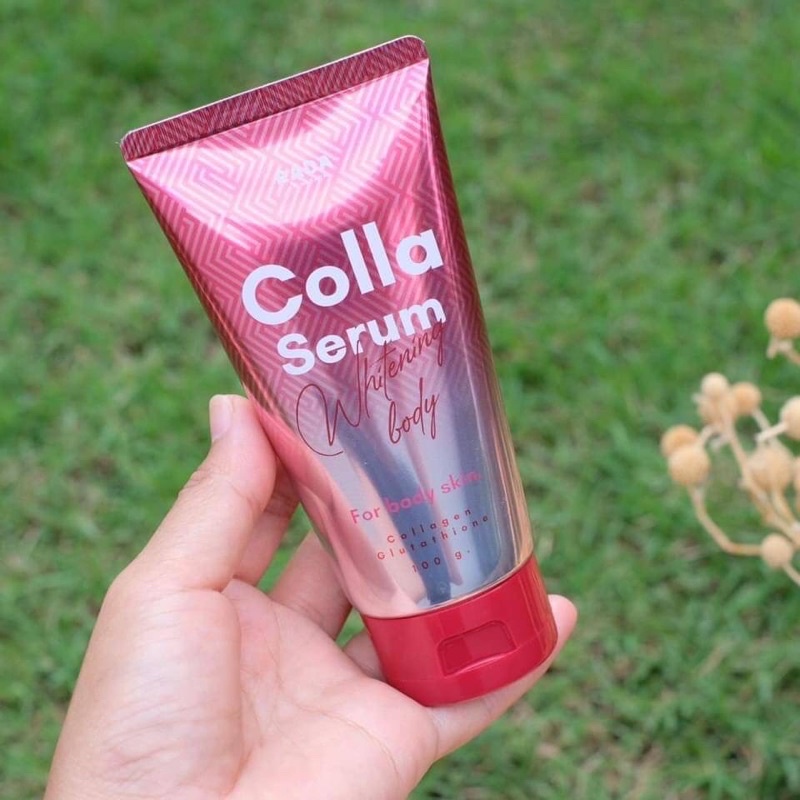 Colla
Serum
Whitening
body
For body skin
Collagen
Glutathione
100 g.